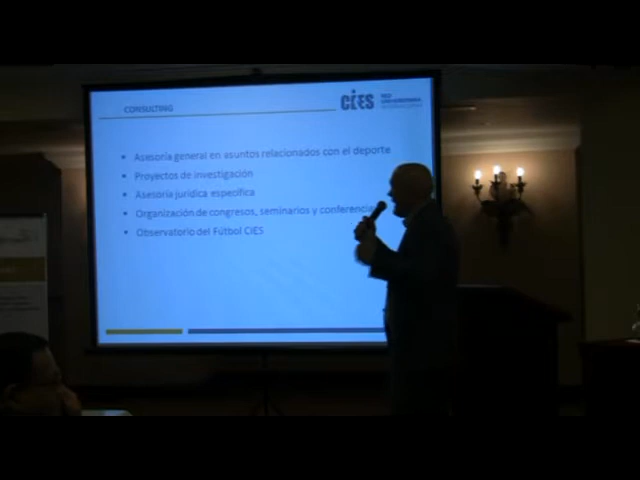 CONSULTING
CIES
Asesoría general en asuntos relacionados con el deporte
Proyectos de investigación
Asesoría jurídica específica
Organización de congresos, seminarios y conferencias
Observatorio del Fútbol CIES